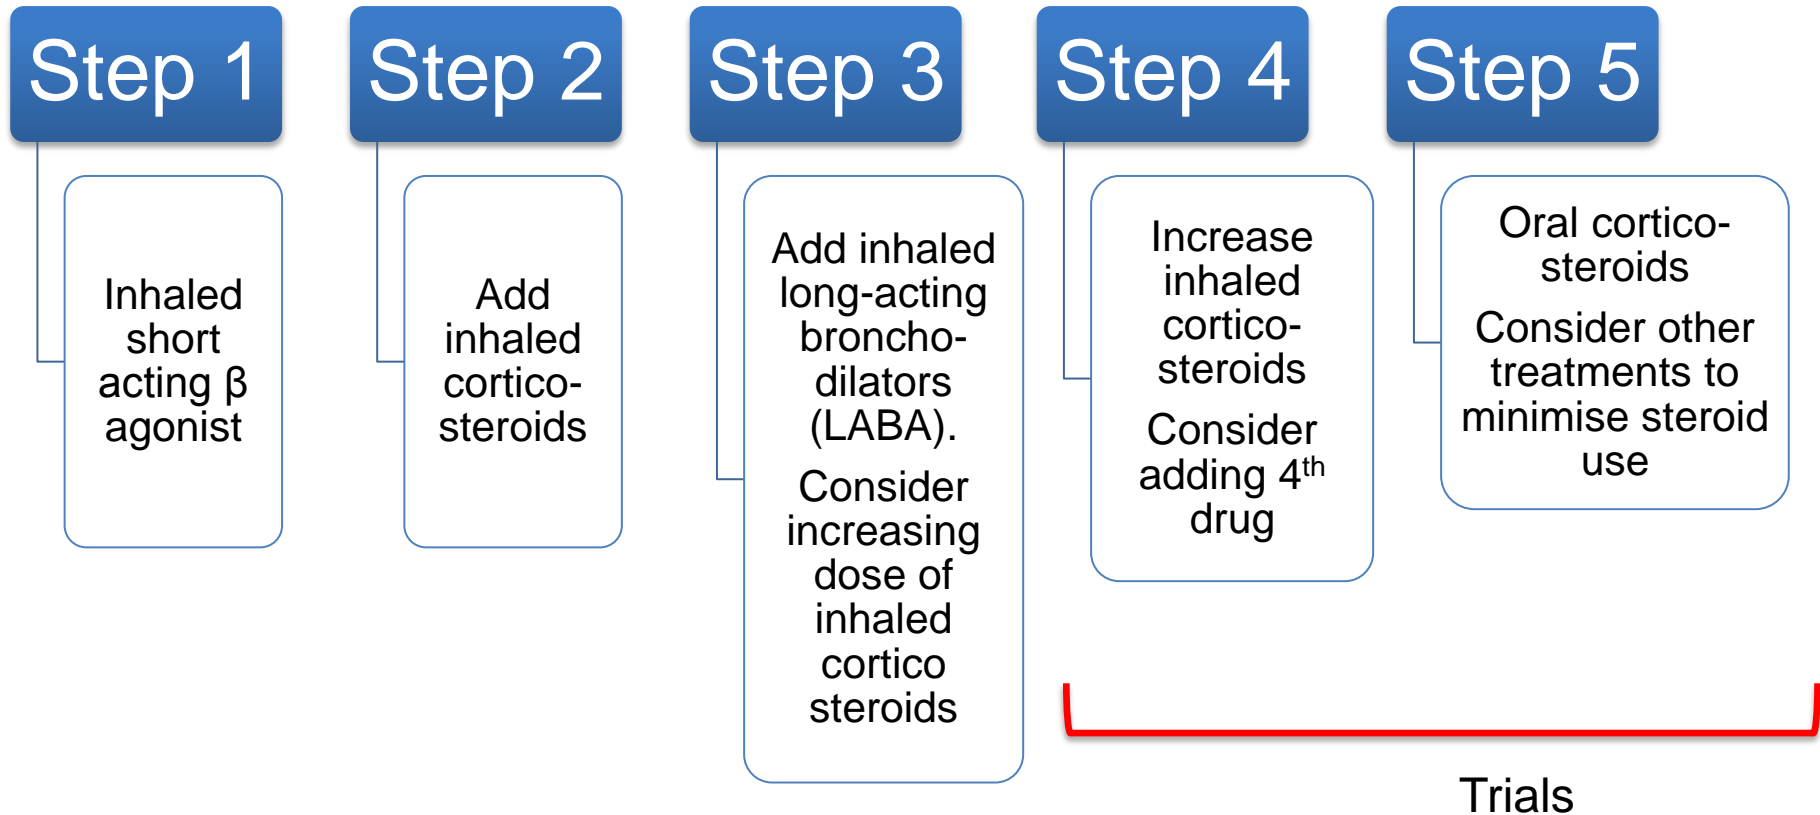 Step 1
Inhaled
short
acting β
agonist
Step 2
Add
inhaled
cortico-
steroids
Step 3
Add inhaled
long-acting
broncho-
dilators
(LABA).
Consider
increasing
dose of
inhaled
cortico
steroids
Step 4
Increase
inhaled
cortico-
steroids
Consider
adding 4th
drug
Step 5
Oral cortico-
steroids
Consider other
treatments to
minimise steroid
use
Trials